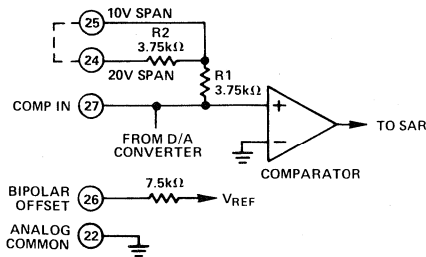 25
10V SPAN
R2
3.75kΩ
24
20V SPAN
R1
3.75kΩ
COMP IN
27
+
−
FROM D/A
CONVERTER
TO SAR
COMPARATOR
BIPOLAR
OFFSET
26
7.5kΩ
VREF
ANALOG
COMMON
22